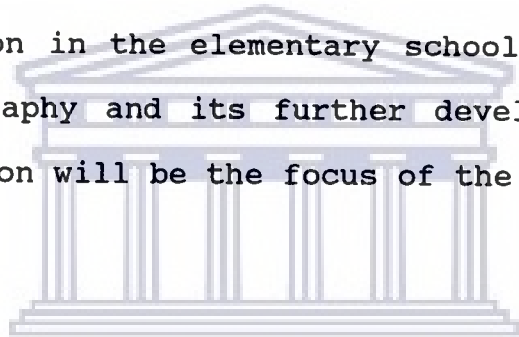 on in the elementary school
aphy and its further devel
on will be the focus of the